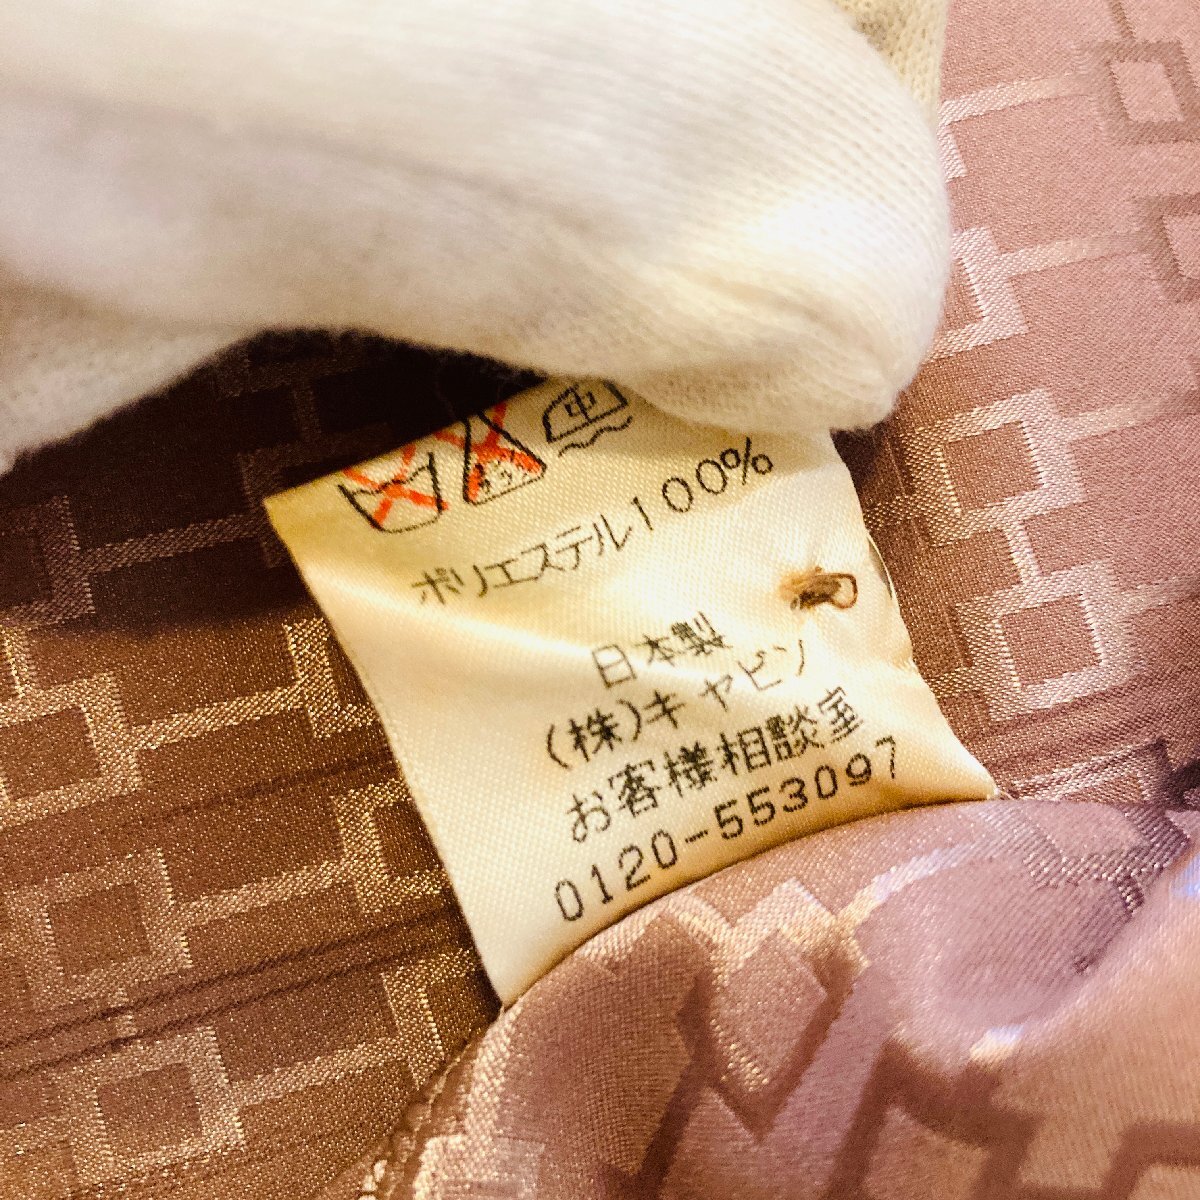 中
ポリエステル100%
日本製
(株)キャビン
お客様相談室
0120-553097